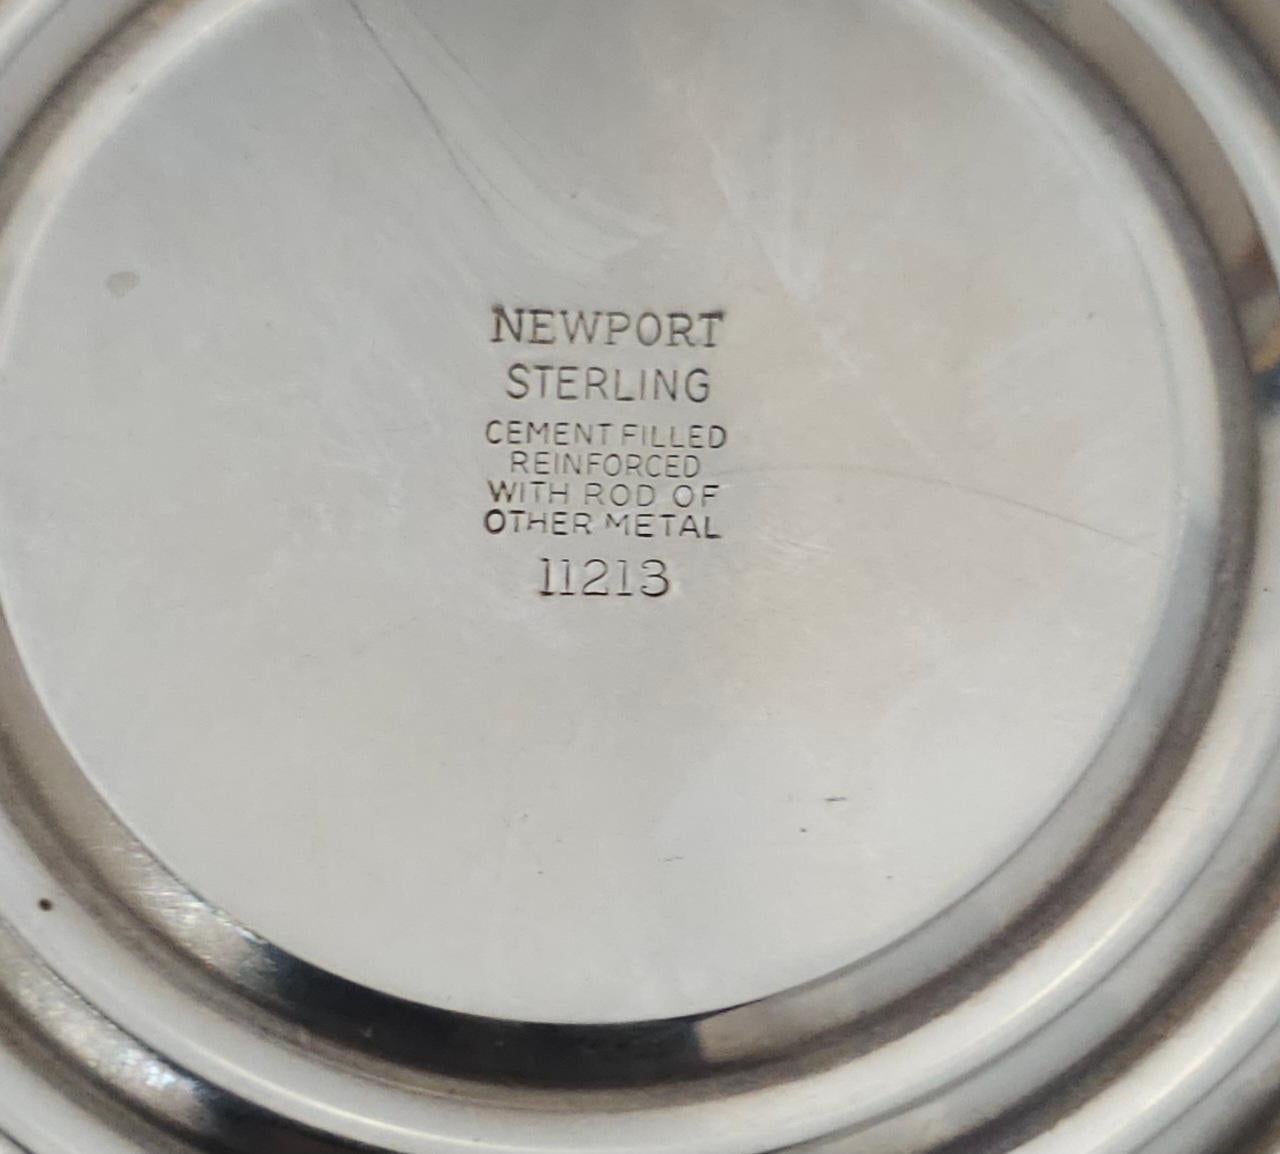 NEWPORT
STERLING
CEMENT FILLED
REINFORCED
WITH ROD OF
OTHER METAL
11213